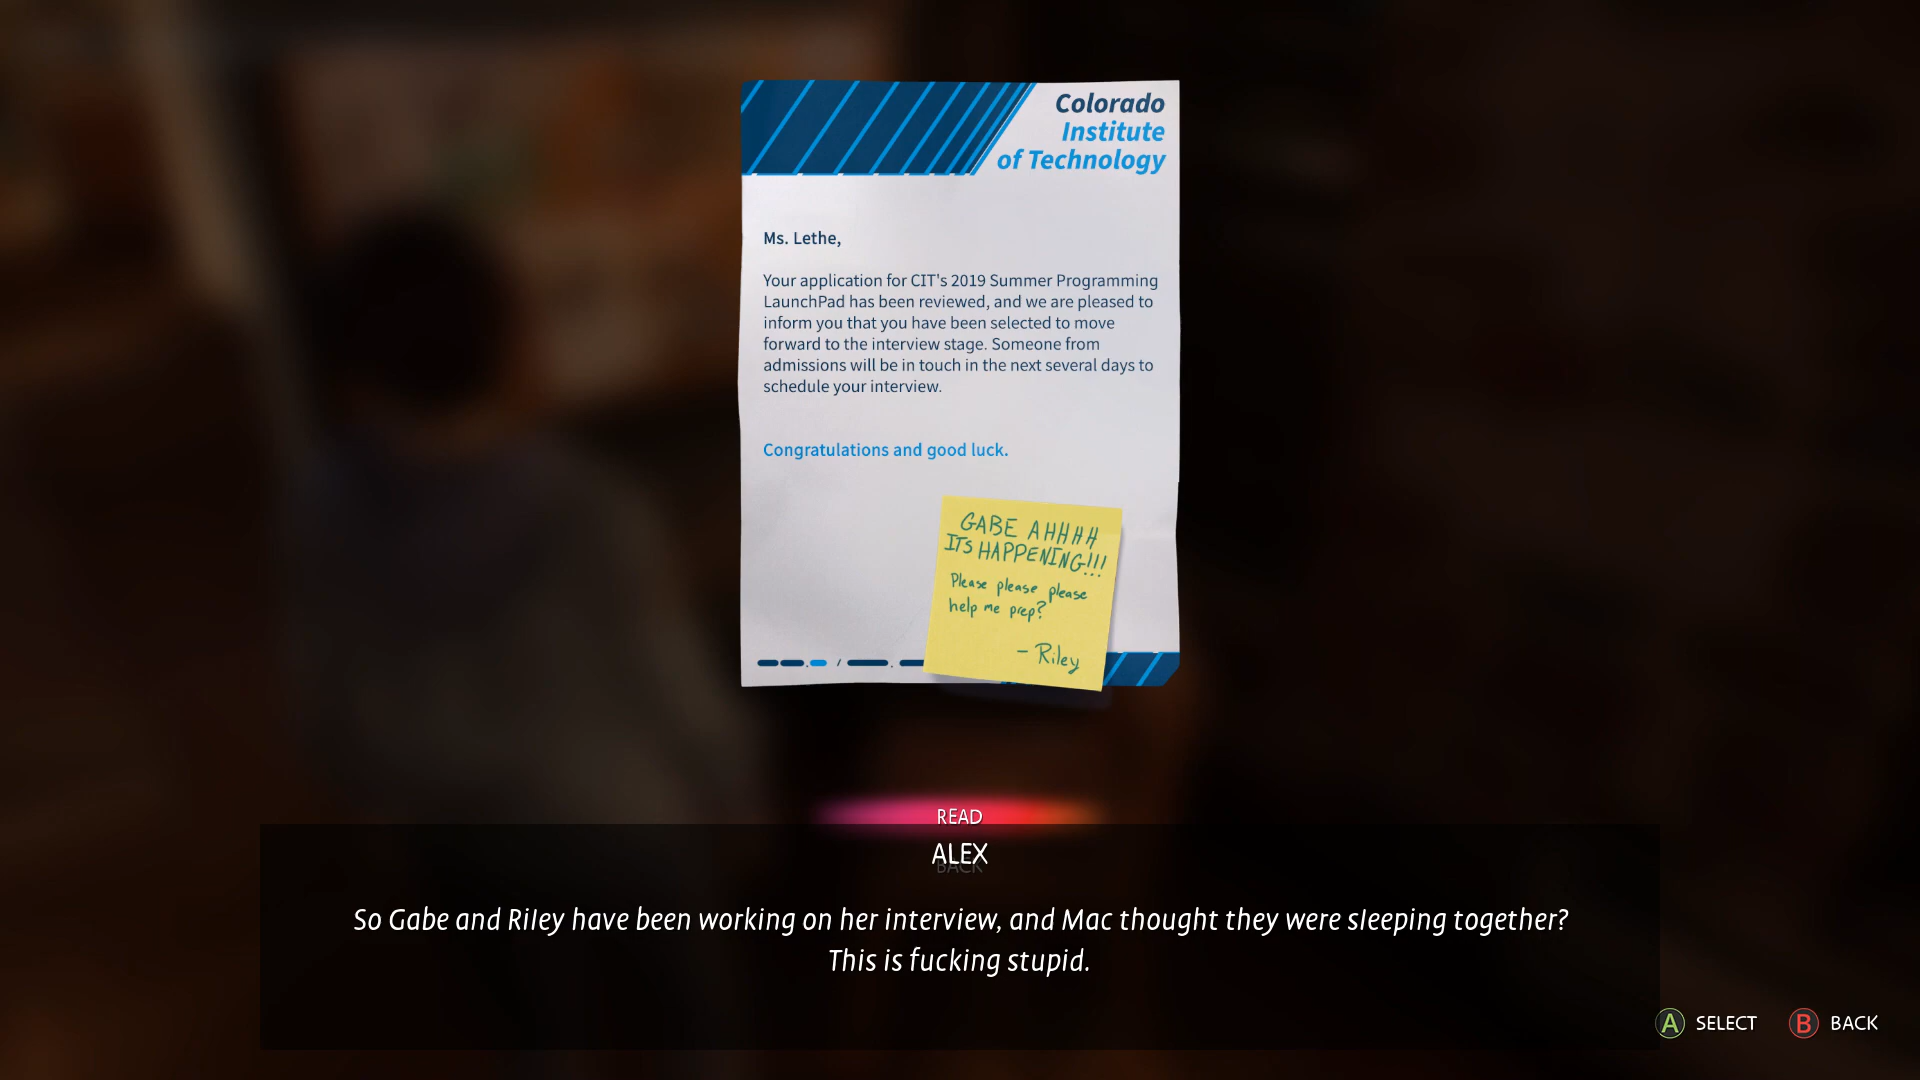 Colorado
Institute
of Technology
Ms. Lethe,
Your application for CIT's 2019 Summer Programming
LaunchPad has been reviewed, and we are pleased to
inform you that you have been selected to move
forward to the interview stage. Someone from
admissions will be in touch in the next several days to
schedule your interview.
Congratulations and good luck.
GABE AHHHH
ITS HAPPENING!!!
Please please please
help me prep?
- Riley
READ
ALEX
BACK
So Gabe and Riley have been working on her interview, and Mac thought they were sleeping together?
This is fucking stupid.
A SELECT B BACK